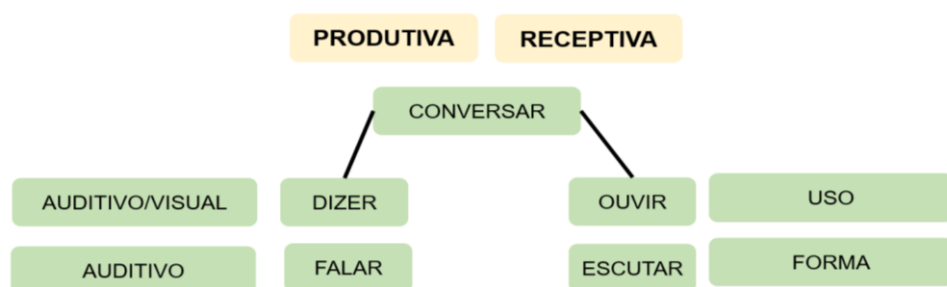 PRODUTIVA RECEPTIVA
CONVERSAR
AUDITIVO/VISUAL DIZER OUVIR USO
AUDITIVO FALAR ESCUTAR FORMA